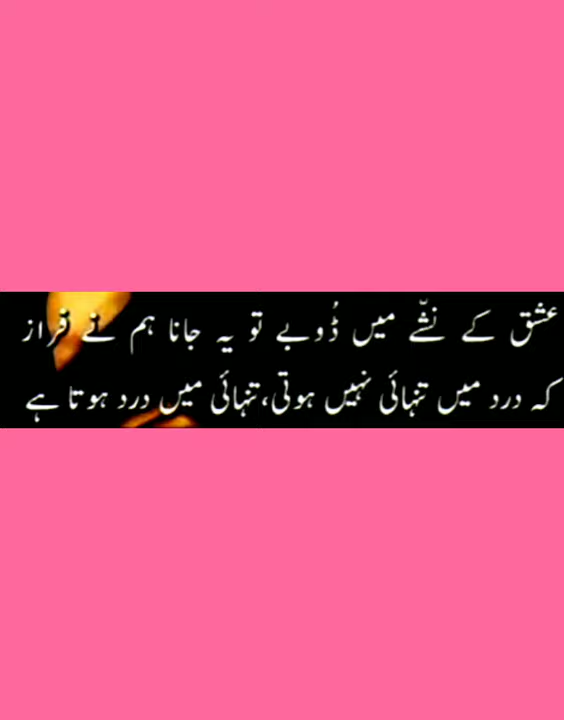 عشق کے نشّے میں ڈُوبے تو یہ جانا ہم نے فراز
کہ درد میں تنہائی نہیں ہوتی، تنہائی میں درد ہوتا ہے